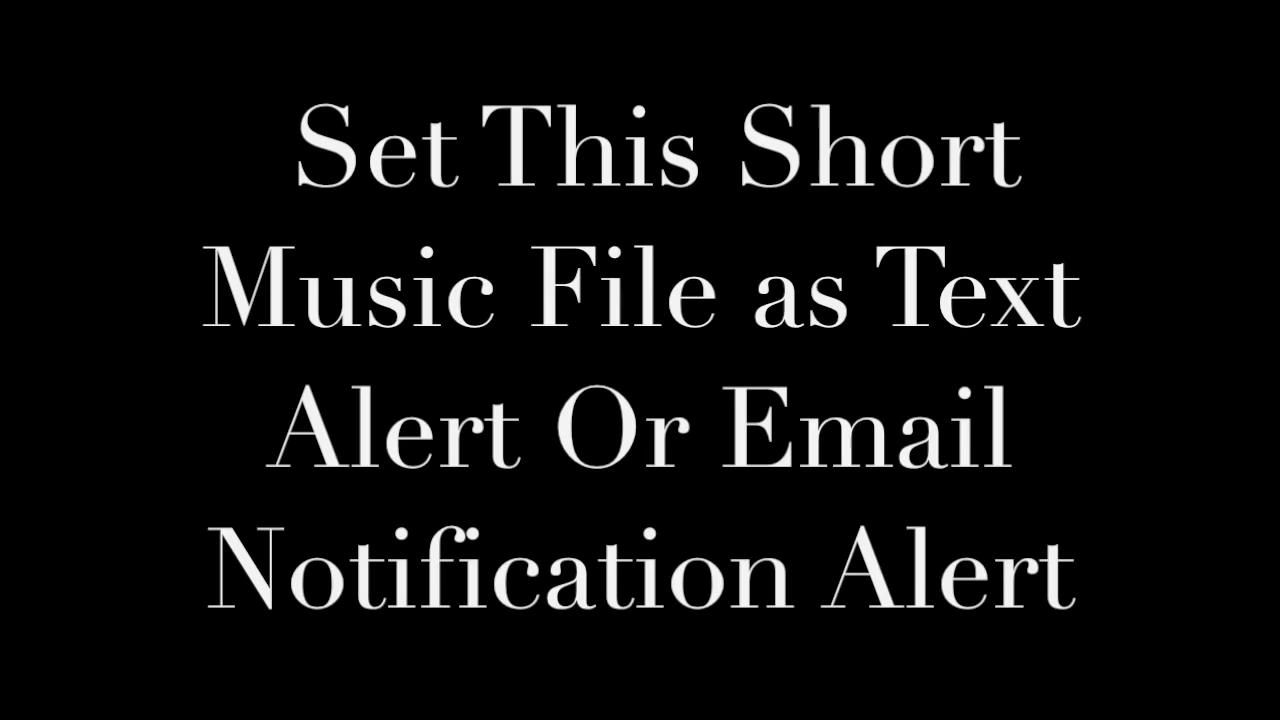 Set This Short
Music File as Text
Alert Or Email
Notification Alert